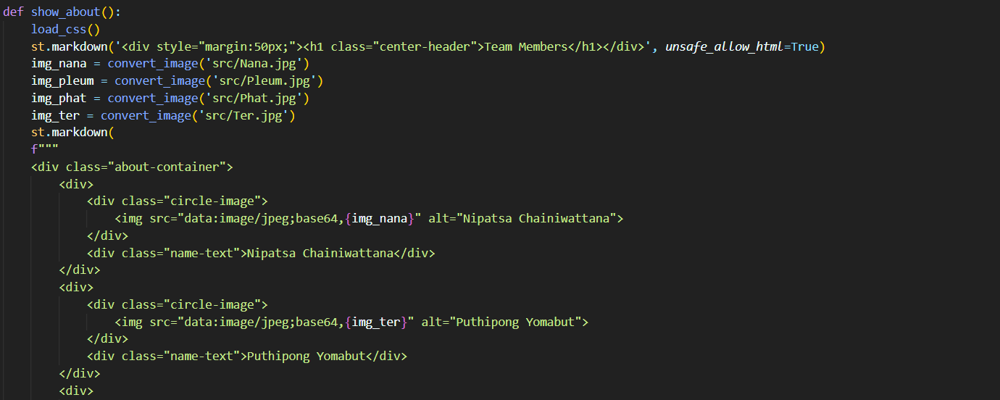 def show_about():
    load_css()
    st.markdown('<div style="margin:50px;"><h1 class="center-header">Team Members</h1></div>', unsafe_allow_html=True)
    img_nana = convert_image('src/Nana.jpg')
    img_pleum = convert_image('src/Pleum.jpg')
    img_phat = convert_image('src/Phat.jpg')
    img_ter = convert_image('src/Ter.jpg')
    st.markdown(
    f"""
    <div class="about-container">
        <div>
            <div class="circle-image">
                <img src="data:image/jpeg;base64,{img_nana}" alt="Nipatsa Chainiwattana">
            </div>
            <div class="name-text">Nipatsa Chainiwattana</div>
        </div>
        <div>
            <div class="circle-image">
                <img src="data:image/jpeg;base64,{img_ter}" alt="Puthipong Yomabut">
            </div>
            <div class="name-text">Puthipong Yomabut</div>
        </div>
        <div>